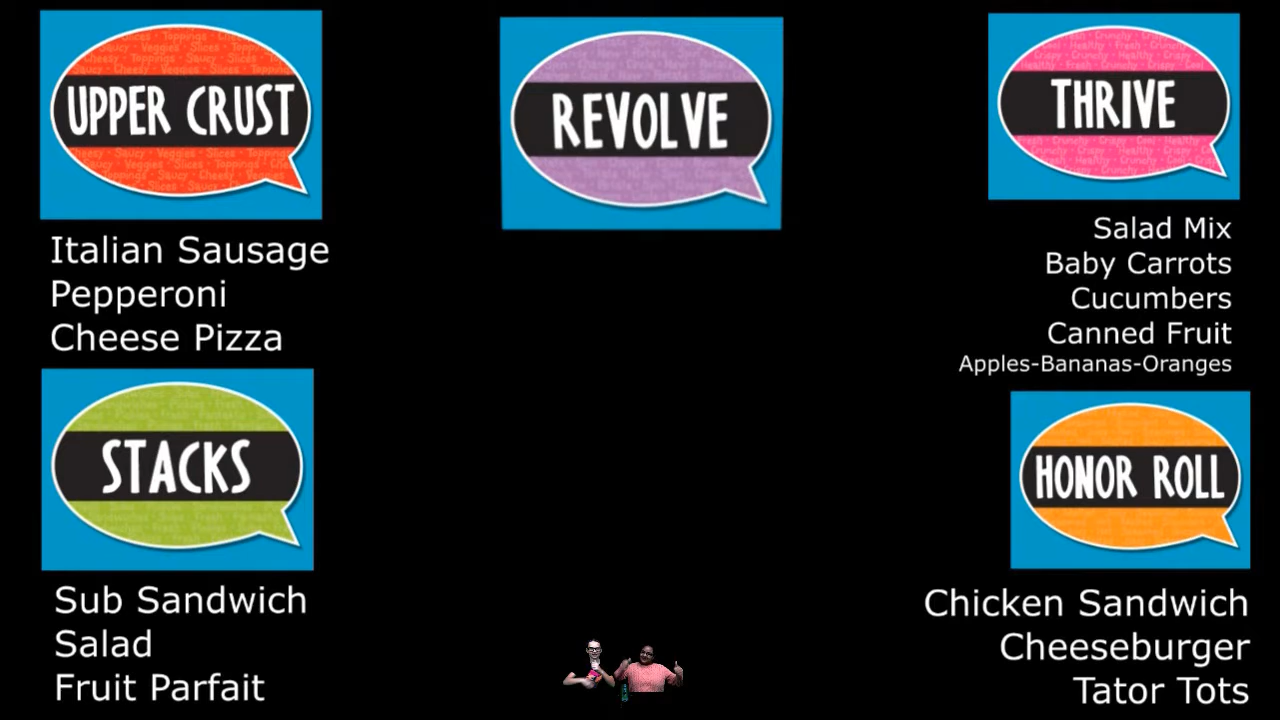 UPPER CRUST
Italian Sausage
Pepperoni
Cheese Pizza
STACKS
Sub Sandwich
Salad
Fruit Parfait
REVOLVE
THRIVE
Salad Mix
Baby Carrots
Cucumbers
Canned Fruit
Apples-Bananas-Oranges
HONOR ROLL
Chicken Sandwich
Cheeseburger
Tator Tots